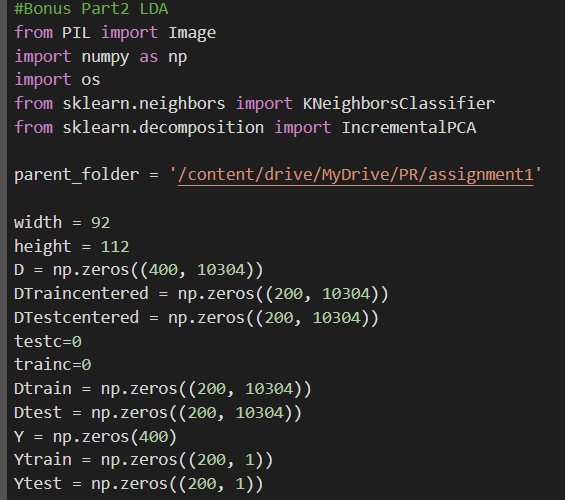 #Bonus Part2 LDA
from PIL import Image
import numpy as np
import os
from sklearn.neighbors import KNeighborsClassifier
from sklearn.decomposition import IncrementalPCA
parent_folder = '/content/drive/MyDrive/PR/assignment1'
width = 92
height = 112
D = np.zeros((400, 10304))
DTraincentered = np.zeros((200, 10304))
DTestcentered = np.zeros((200, 10304))
testc=0
trainc=0
Dtrain = np.zeros((200, 10304))
Dtest = np.zeros((200, 10304))
Y = np.zeros(400)
Ytrain = np.zeros((200, 1))
Ytest = np.zeros((200, 1))